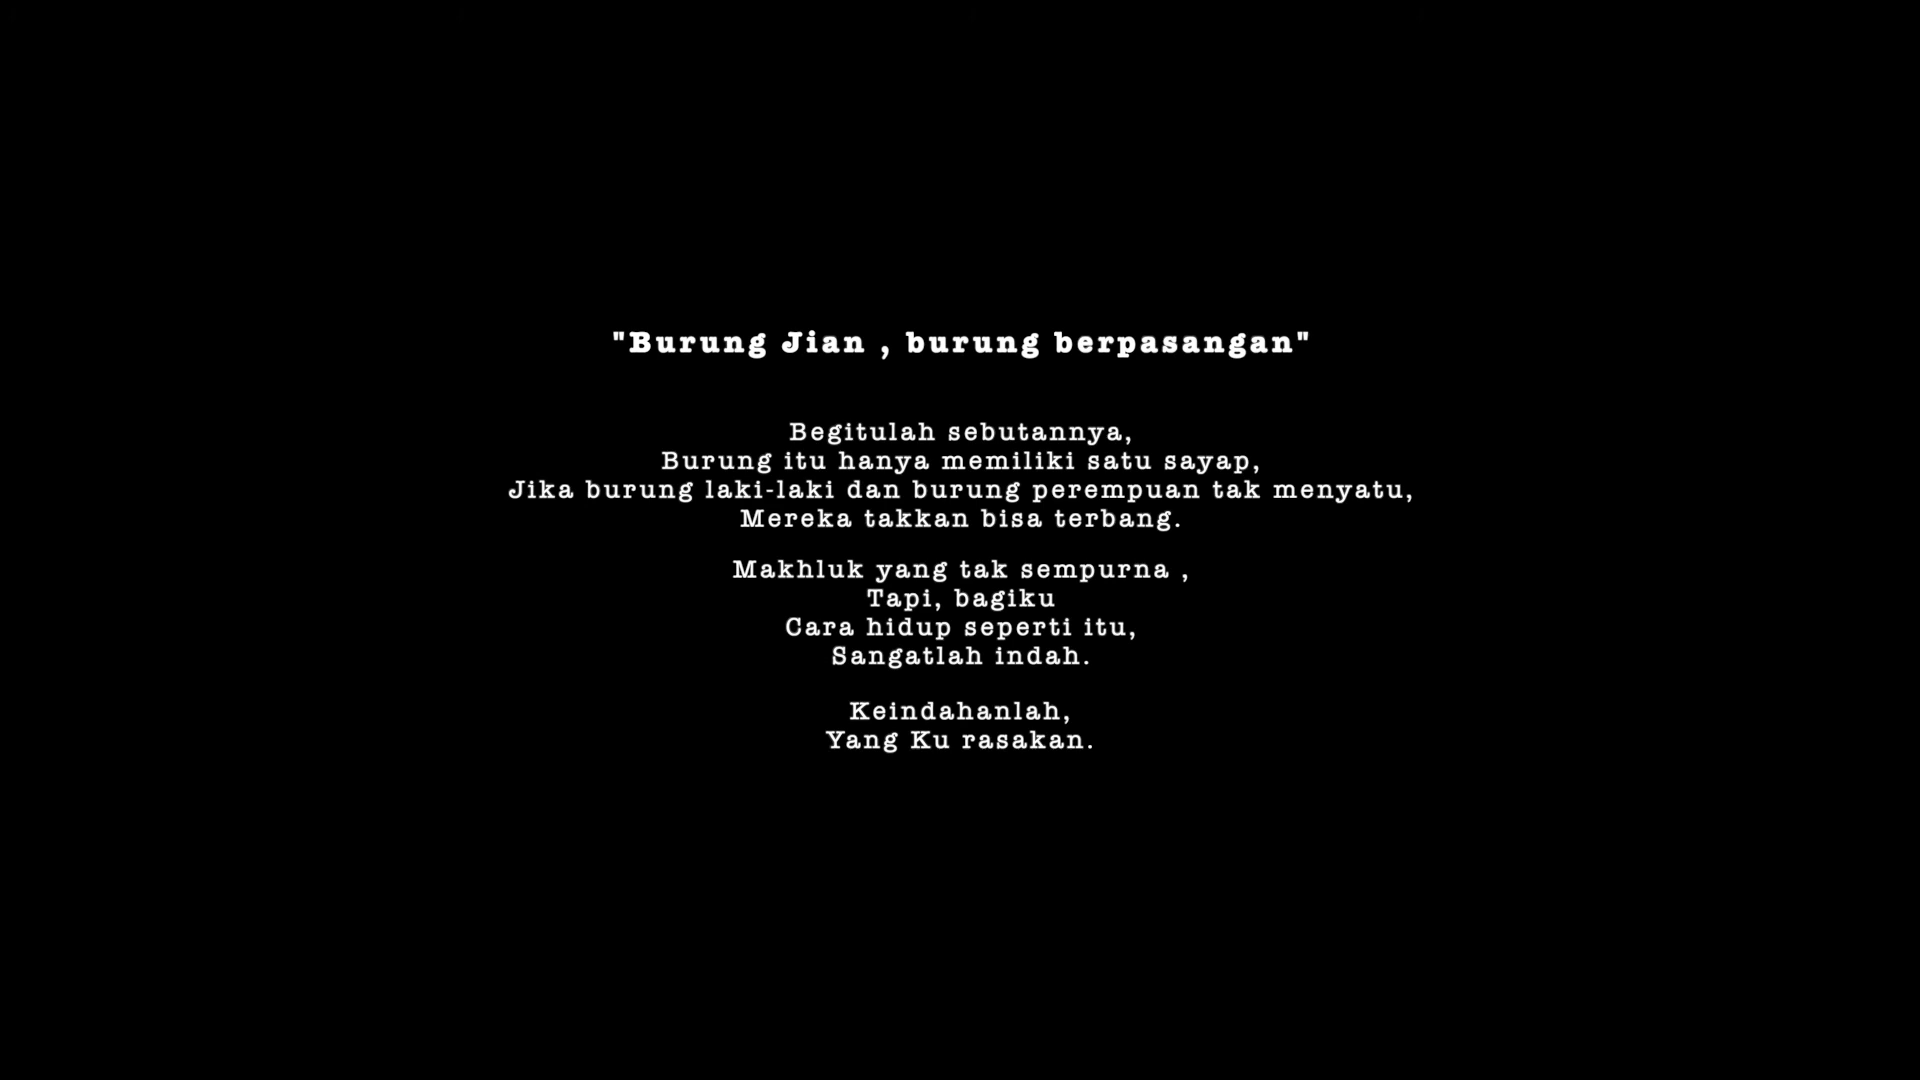 "Burung Jian , burung berpasangan"
Begitulah sebutannya,
Burung itu hanya memiliki satu sayap,
Jika burung laki-laki dan burung perempuan tak menyatu,
Mereka takkan bisa terbang.
Makhluk yang tak sempurna ,
Tapi, bagiku
Cara hidup seperti itu,
Sangatlah indah.
Keindahanlah,
Yang Ku rasakan.